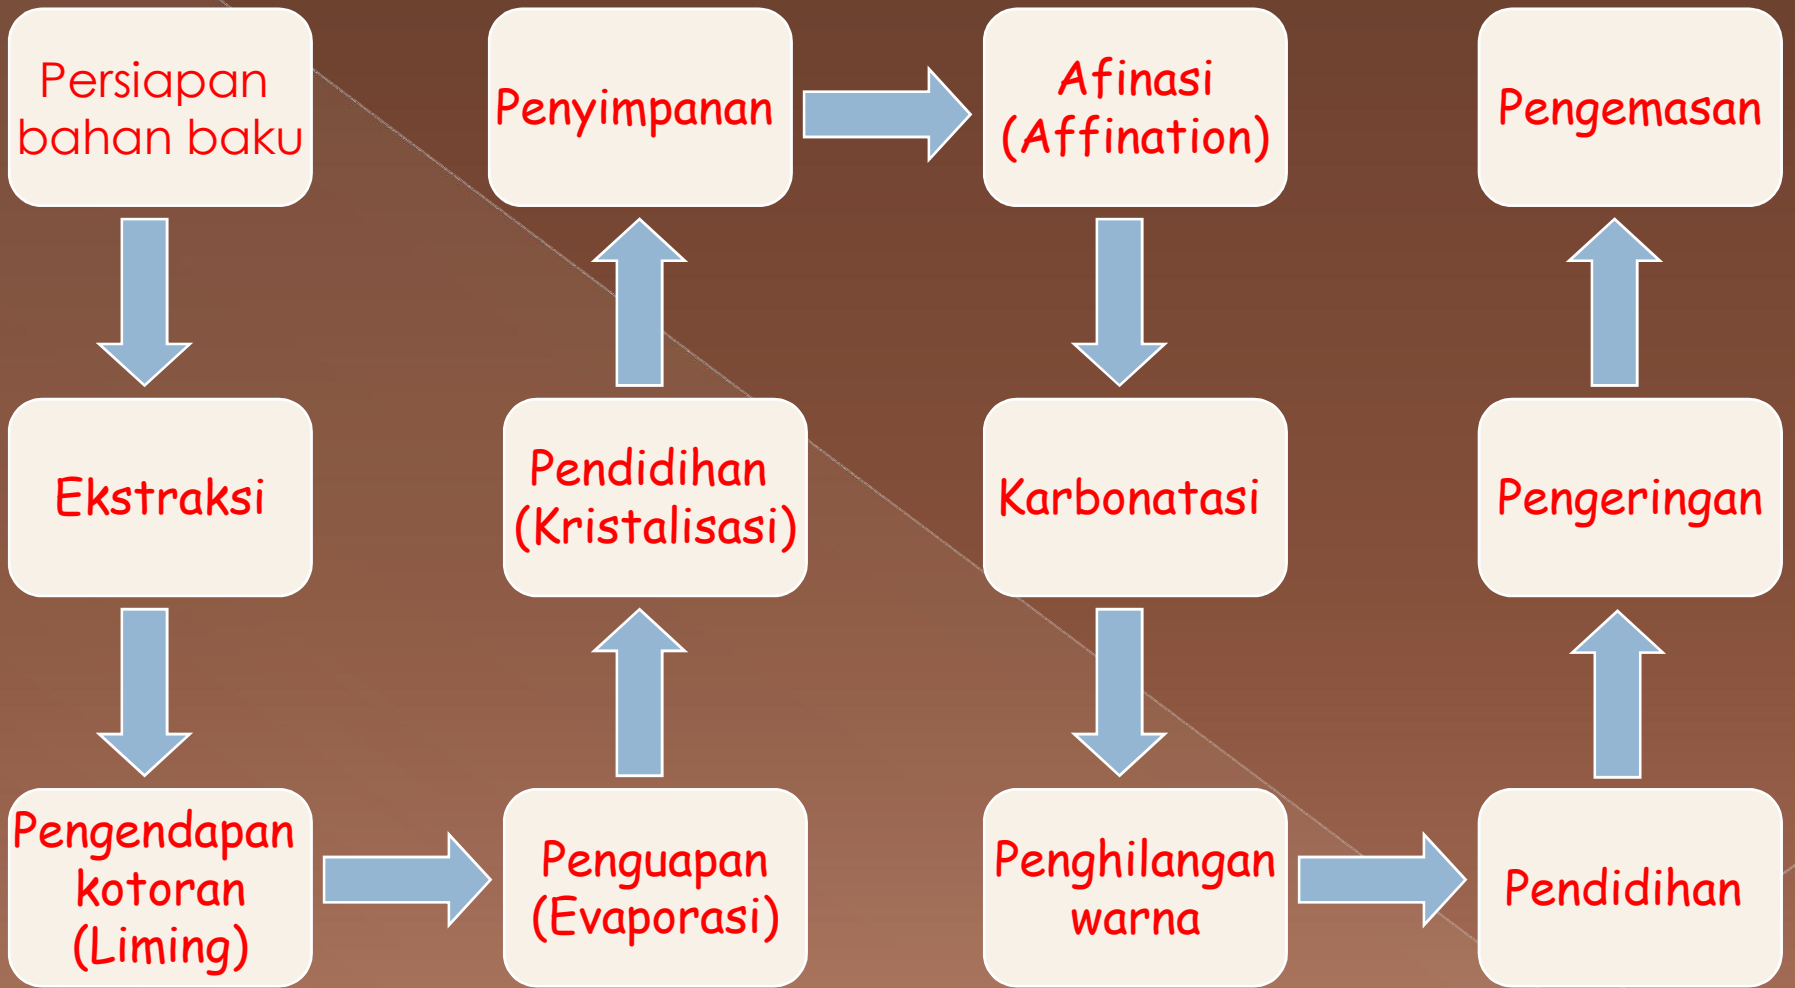 Persiapan
bahan baku
Ekstraksi
Pengendapan
kotoran
(Liming)
Penguapan
(Evaporasi)
Pendidihan
(Kristalisasi)
Penyimpanan
Afinasi
(Affination)
Karbonatasi
Penghilangan
warna
Pendidihan
Pengeringan
Pengemasan